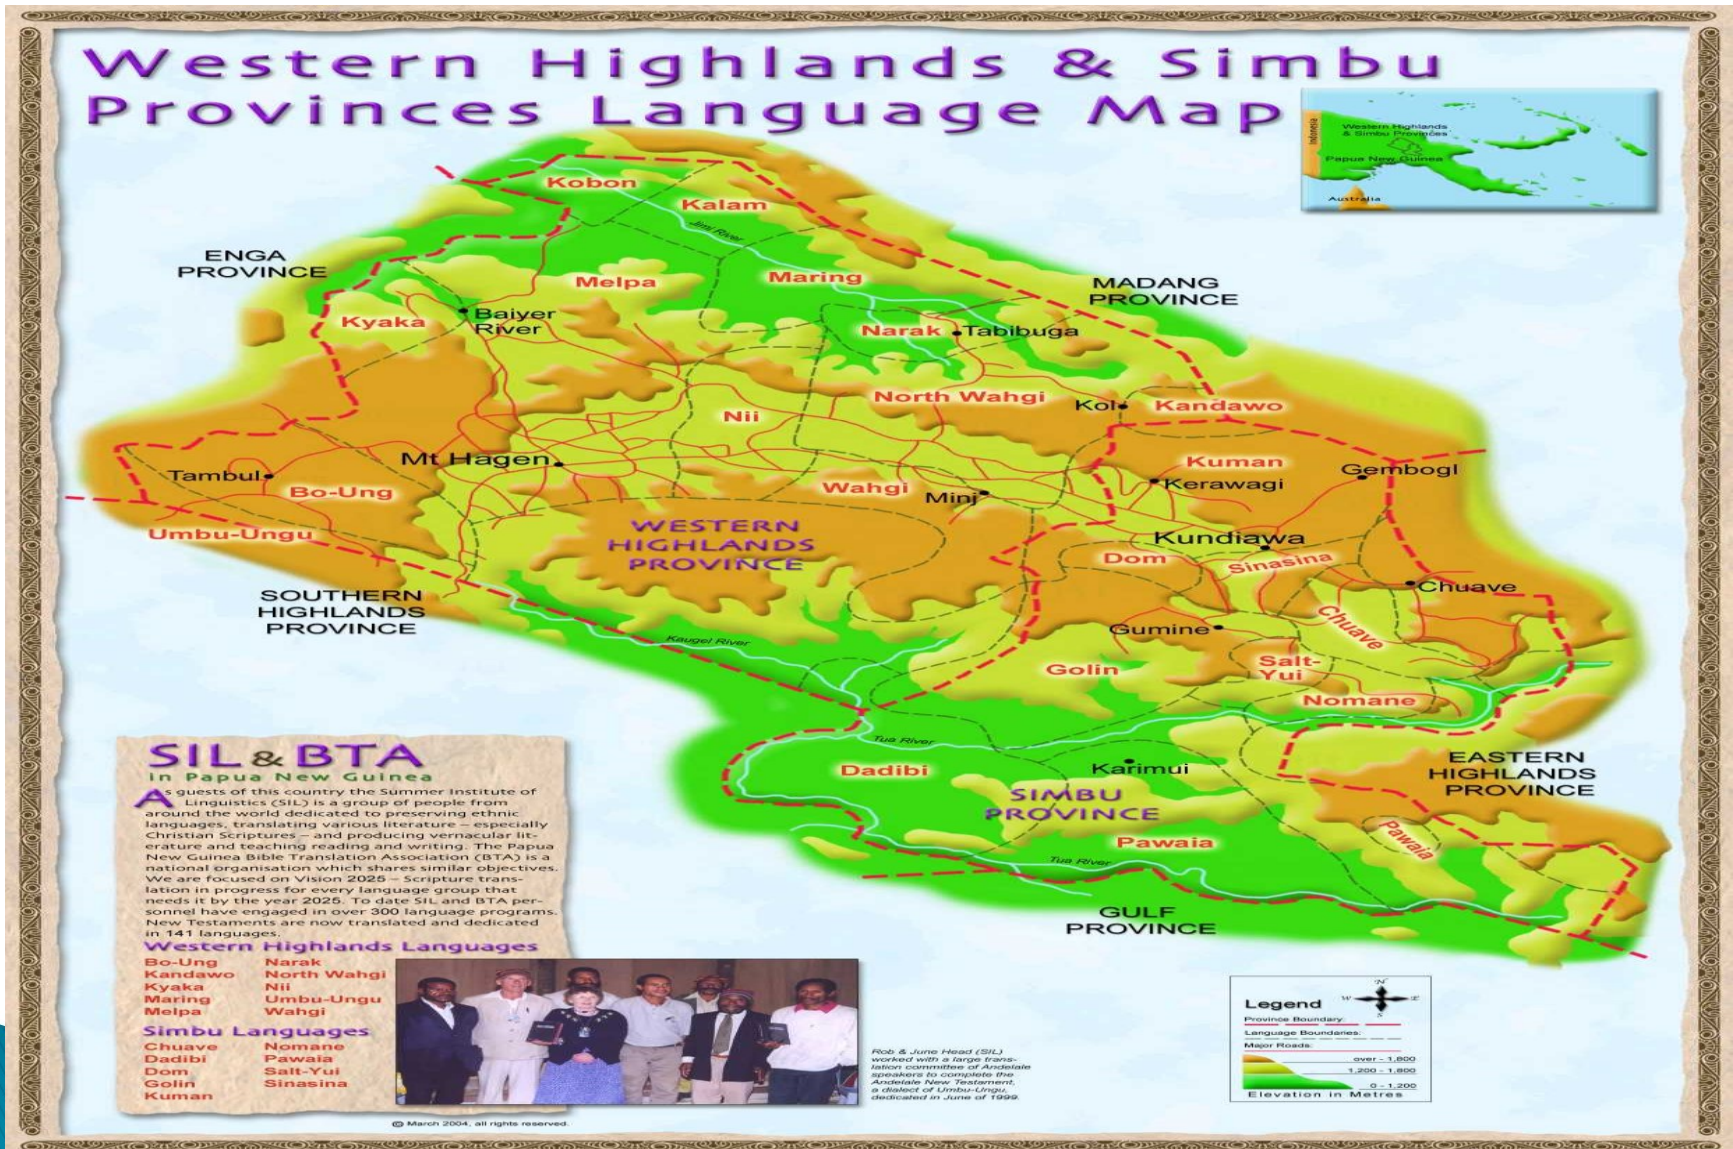 Western Highlands & Simbu
Provinces Language Map
Indonesia
Western Highlands
& Simbu Provinces
Papua New Guinea
Australia
Kobon
Kalam
Jimi River
ENGA
PROVINCE
Melpa
Maring
MADANG
PROVINCE
Kyaka
Baiyer
River
Narak
Tabibuga
North Wahgi
Kol
Kandawo
Nii
Mt Hagen
Kuman
Gembogl
Tambul
Bo-Ung
Wahgi
Minj
Kerawagi
Umbu-Ungu
WESTERN
HIGHLANDS
PROVINCE
Kundiawa
Dom
Sinasina
Chuave
SOUTHERN
HIGHLANDS
PROVINCE
Kaugel River
Gumine
Chuave
Golin
Salt-
Yui
Nomane
Tua River
Dadibi
Karimui
EASTERN
HIGHLANDS
PROVINCE
SIMBU
PROVINCE
Pawaia
Pawaia
Tua River
GULF
PROVINCE
SIL & BTA
in Papua New Guinea
As guests of this country the Summer Institute of
Linguistics (SIL) is a group of people from
around the world dedicated to preserving ethnic
languages, translating various literature – especially
Christian Scriptures – and producing vernacular lit-
erature and teaching reading and writing. The Papua
New Guinea Bible Translation Association (BTA) is a
national organisation which shares similar objectives.
We are focused on Vision 2025 – Scripture trans-
lation in progress for every language group that
needs it by the year 2025. To date SIL and BTA per-
sonnel have engaged in over 300 language programs.
New Testaments are now translated and dedicated
in 141 languages.
Western Highlands Languages
Bo-Ung Narak
Kandawo North Wahgi
Kyaka Nii
Maring Umbu-Ungu
Melpa Wahgi
Simbu Languages
Chuave Nomane
Dadibi Pawaia
Dom Salt-Yui
Golin Sinasina
Kuman
Rob & June Head (SIL)
worked with a large trans-
lation committee of Andelale
speakers to complete the
Andelale New Testament,
a dialect of Umbu-Ungu,
dedicated in June of 1999.
© March 2004, all rights reserved.
N
W E
S
Legend
Province Boundary:
Language Boundaries:
Major Roads:
over - 1,800
1,200 - 1,800
0 - 1,200
Elevation in Metres